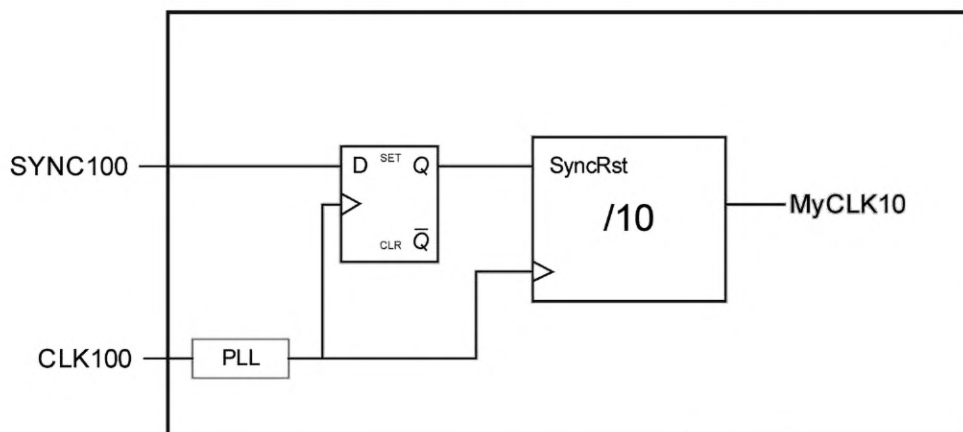 SYNC100
D SET Q
SyncRst
/10
MyCLK10
CLR Q̅
CLK100
PLL